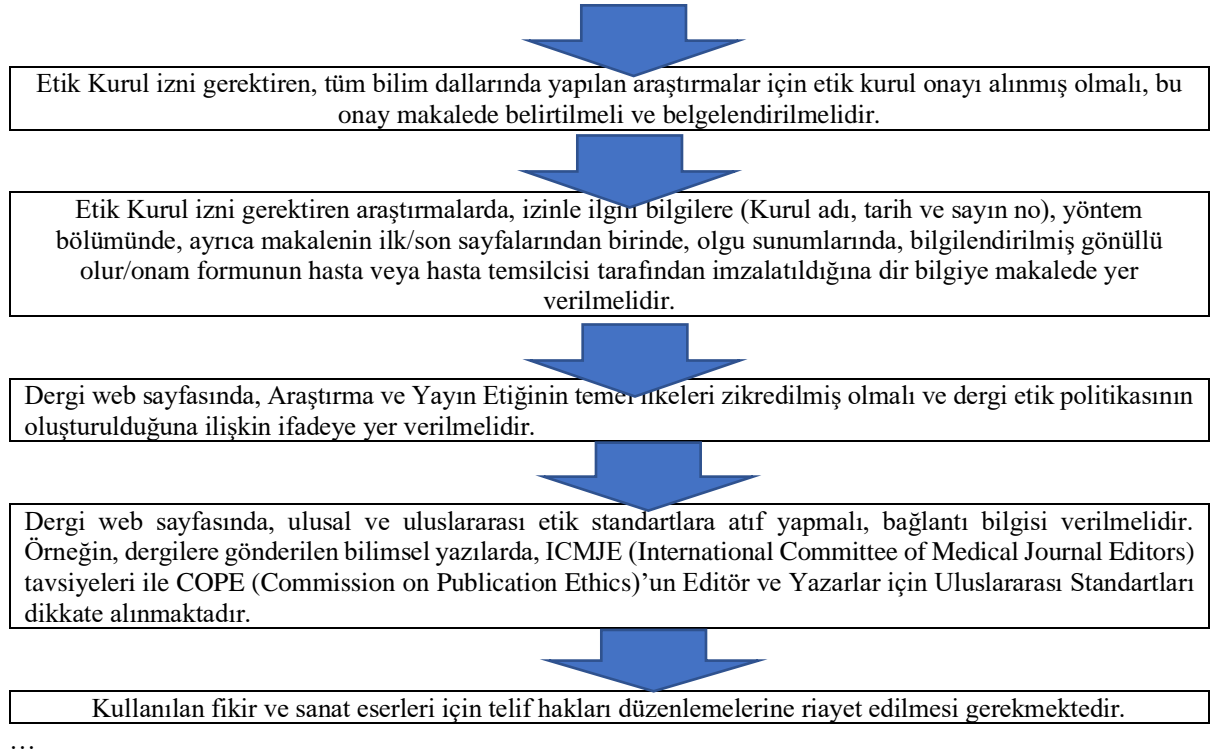 Etik Kurul izni gerektiren, tüm bilim dallarında yapılan araştırmalar için etik kurul onayı alınmış olmalı, bu
onay makalede belirtilmeli ve belgelendirilmelidir.
Etik Kurul izni gerektiren araştırmalarda, izinle ilgili bilgilere (Kurul adı, tarih ve sayın no), yöntem
bölümünde, ayrıca makalenin ilk/son sayfalarından birinde, olgu sunumlarında, bilgilendirilmiş gönüllü
olur/onam formunun hasta veya hasta temsilcisi tarafından imzalatıldığına dir bilgiye makalede yer
verilmelidir.
Dergi web sayfasında, Araştırma ve Yayın Etiğinin temel ilkeleri zikredilmiş olmalı ve dergi etik politikasının
oluşturulduğuna ilişkin ifadeye yer verilmelidir.
Dergi web sayfasında, ulusal ve uluslararası etik standartlara atıf yapmalı, bağlantı bilgisi verilmelidir.
Örneğin, dergilere gönderilen bilimsel yazılarda, ICMJE (International Committee of Medical Journal Editors)
tavsiyeleri ile COPE (Commission on Publication Ethics)’un Editör ve Yazarlar için Uluslararası Standartları
dikkate alınmaktadır.
Kullanılan fikir ve sanat eserleri için telif hakları düzenlemelerine riayet edilmesi gerekmektedir.
…